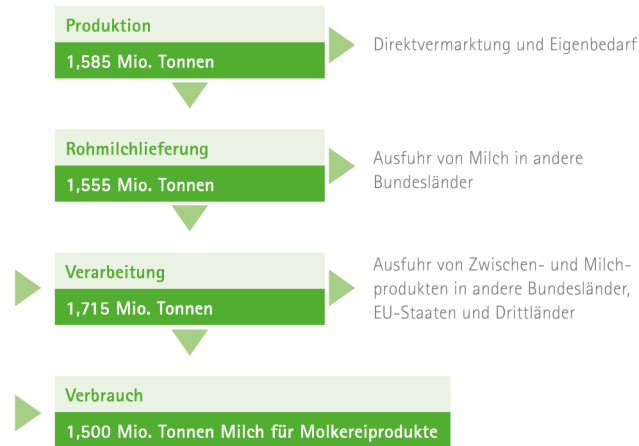 Produktion
1,585 Mio. Tonnen
Direktvermarktung und Eigenbedarf
Rohmilchlieferung
1,555 Mio. Tonnen
Ausfuhr von Milch in andere
Bundesländer
Verarbeitung
1,715 Mio. Tonnen
Ausfuhr von Zwischen- und Milch-
produkten in andere Bundesländer,
EU-Staaten und Drittländer
Verbrauch
1,500 Mio. Tonnen Milch für Molkereiprodukte